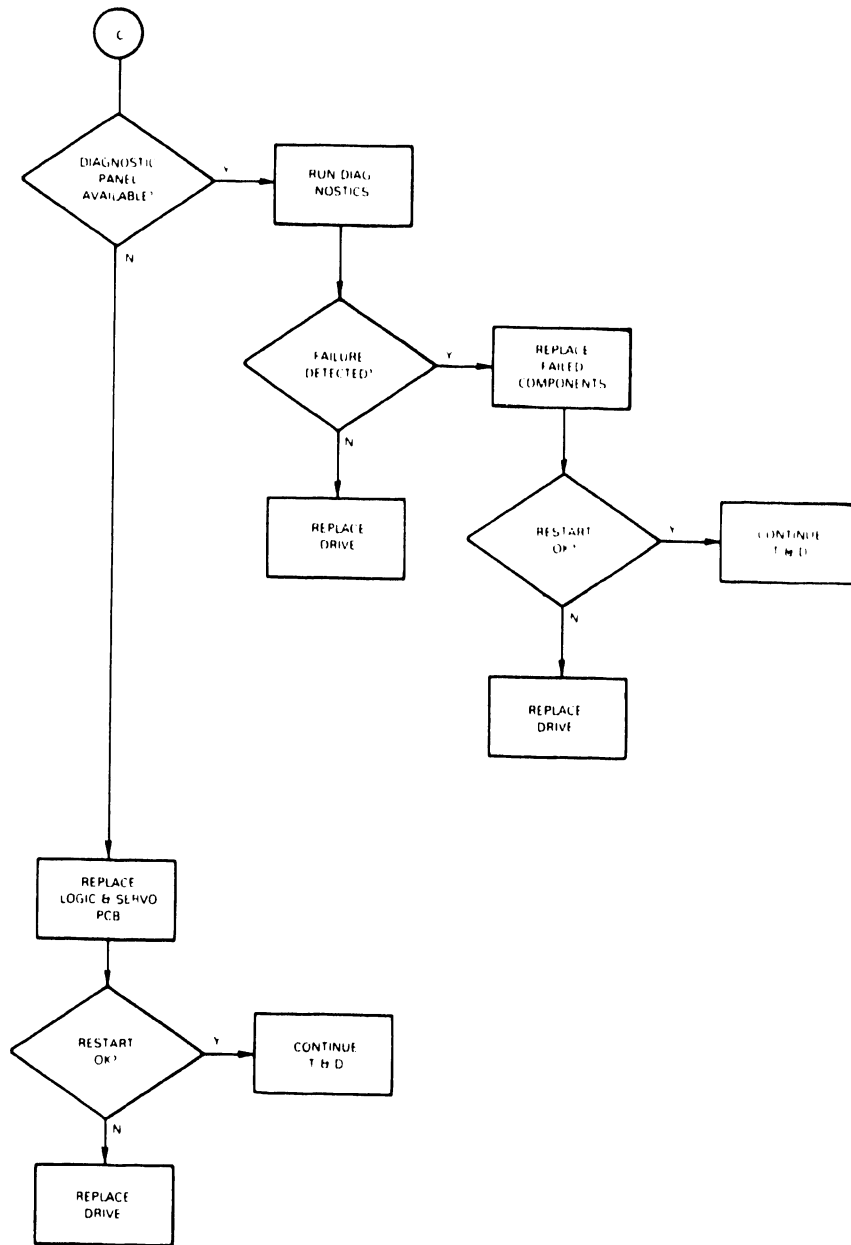 C
DIAGNOSTIC
PANEL
AVAILABLE?
Y
N
RUN DIAG
NOSTICS
FAILURE
DETECTED?
Y
N
REPLACE
FAILED
COMPONENTS
REPLACE
DRIVE
RESTART
OK?
Y
N
CONTINUE
T & D
REPLACE
DRIVE
REPLACE
LOGIC & SERVO
PCB
RESTART
OK?
Y
N
CONTINUE
T & D
REPLACE
DRIVE